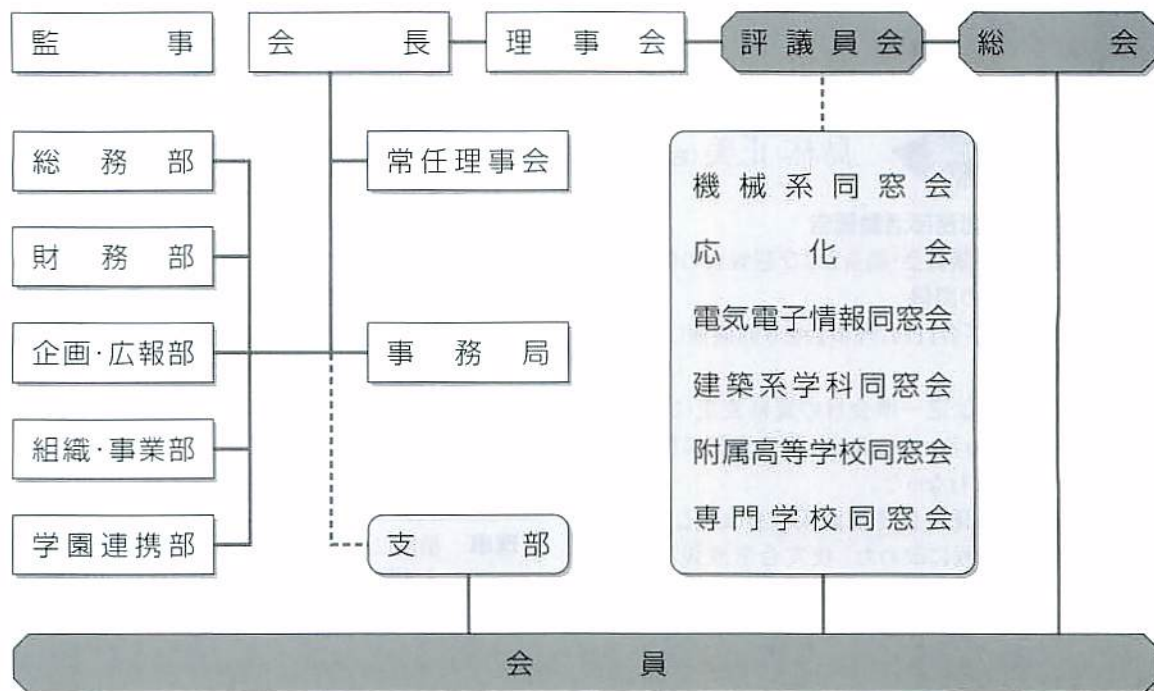 監事 会長 理事会 評議員会 総会
総務部
財務部
企画・広報部
組織・事業部
学園連携部
常任理事会
事務局
支部
機械系同窓会
応化会
電気電子情報同窓会
建築系学科同窓会
附属高等学校同窓会
専門学校同窓会
会員